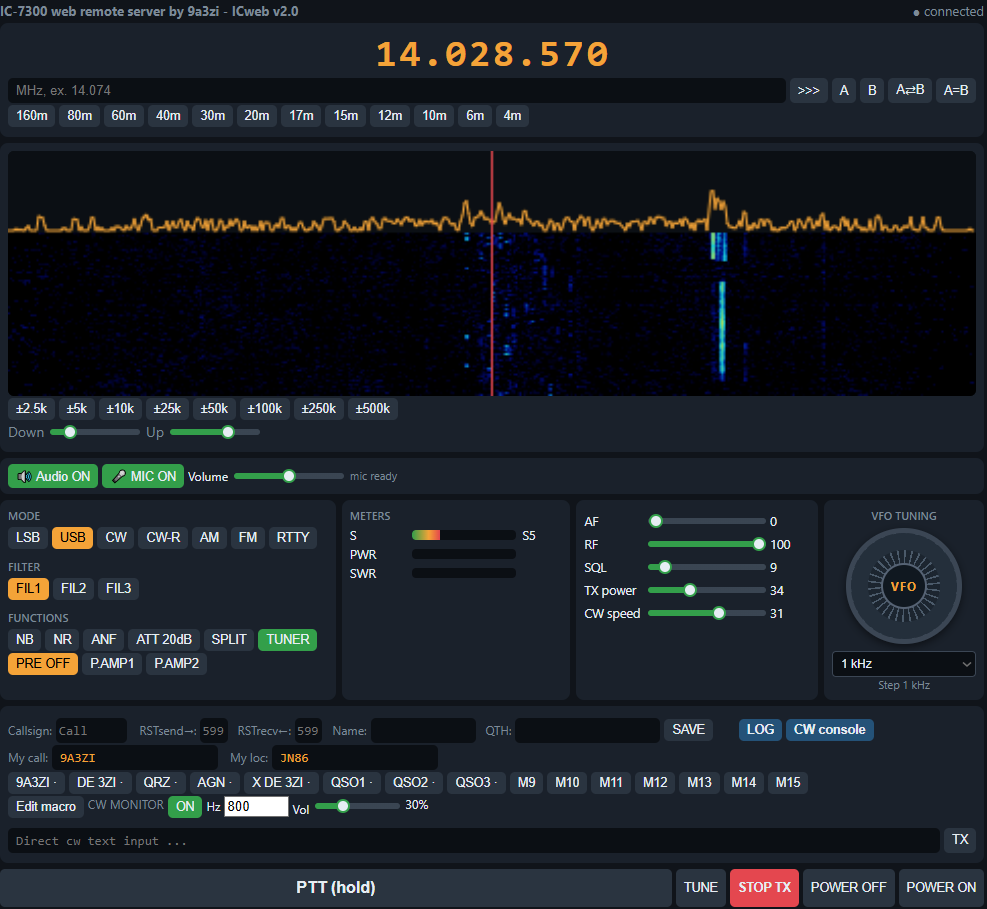 IC-7300 web remote server by 9a3zi - ICweb v2.0
● connected
14.028.570
MHz, ex. 14.074 >>> A B A⇄B A=B
160m 80m 60m 40m 30m 20m 17m 15m 12m 10m 6m 4m
±2.5k ±5k ±10k ±25k ±50k ±100k ±250k ±500k
Down Up
Audio ON MIC ON Volume mic ready
MODE
LSB USB CW CW-R AM FM RTTY
FILTER
FIL1 FIL2 FIL3
FUNCTIONS
NB NR ANF ATT 20dB SPLIT TUNER
PRE OFF P.AMP1 P.AMP2
METERS
S S5
PWR
SWR
AF 0
RF 100
SQL 9
TX power 34
CW speed 31
VFO TUNING
VFO
1 kHz
Step 1 kHz
Callsign: Call RSTsend→: 599 RSTrecv←: 599 Name: QTH: SAVE LOG CW console
My call: 9A3ZI My loc: JN86
9A3ZI · DE 3ZI · QRZ · AGN · X DE 3ZI · QSO1 · QSO2 · QSO3 · M9 M10 M11 M12 M13 M14 M15
Edit macro CW MONITOR ON Hz 800 Vol 30%
Direct cw text input ... TX
PTT (hold) TUNE STOP TX POWER OFF POWER ON